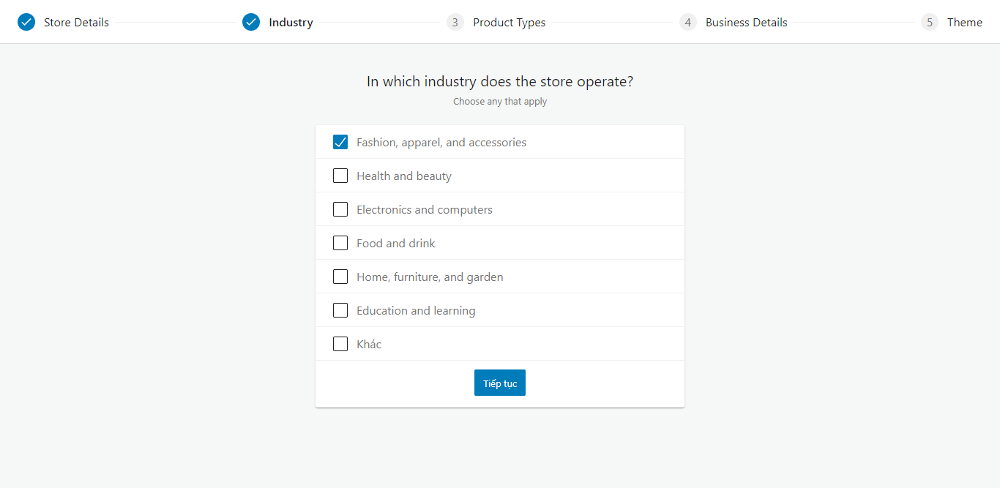 Store Details Industry 3 Product Types 4 Business Details 5 Theme
In which industry does the store operate?
Choose any that apply
Fashion, apparel, and accessories
Health and beauty
Electronics and computers
Food and drink
Home, furniture, and garden
Education and learning
Khác
Tiếp tục